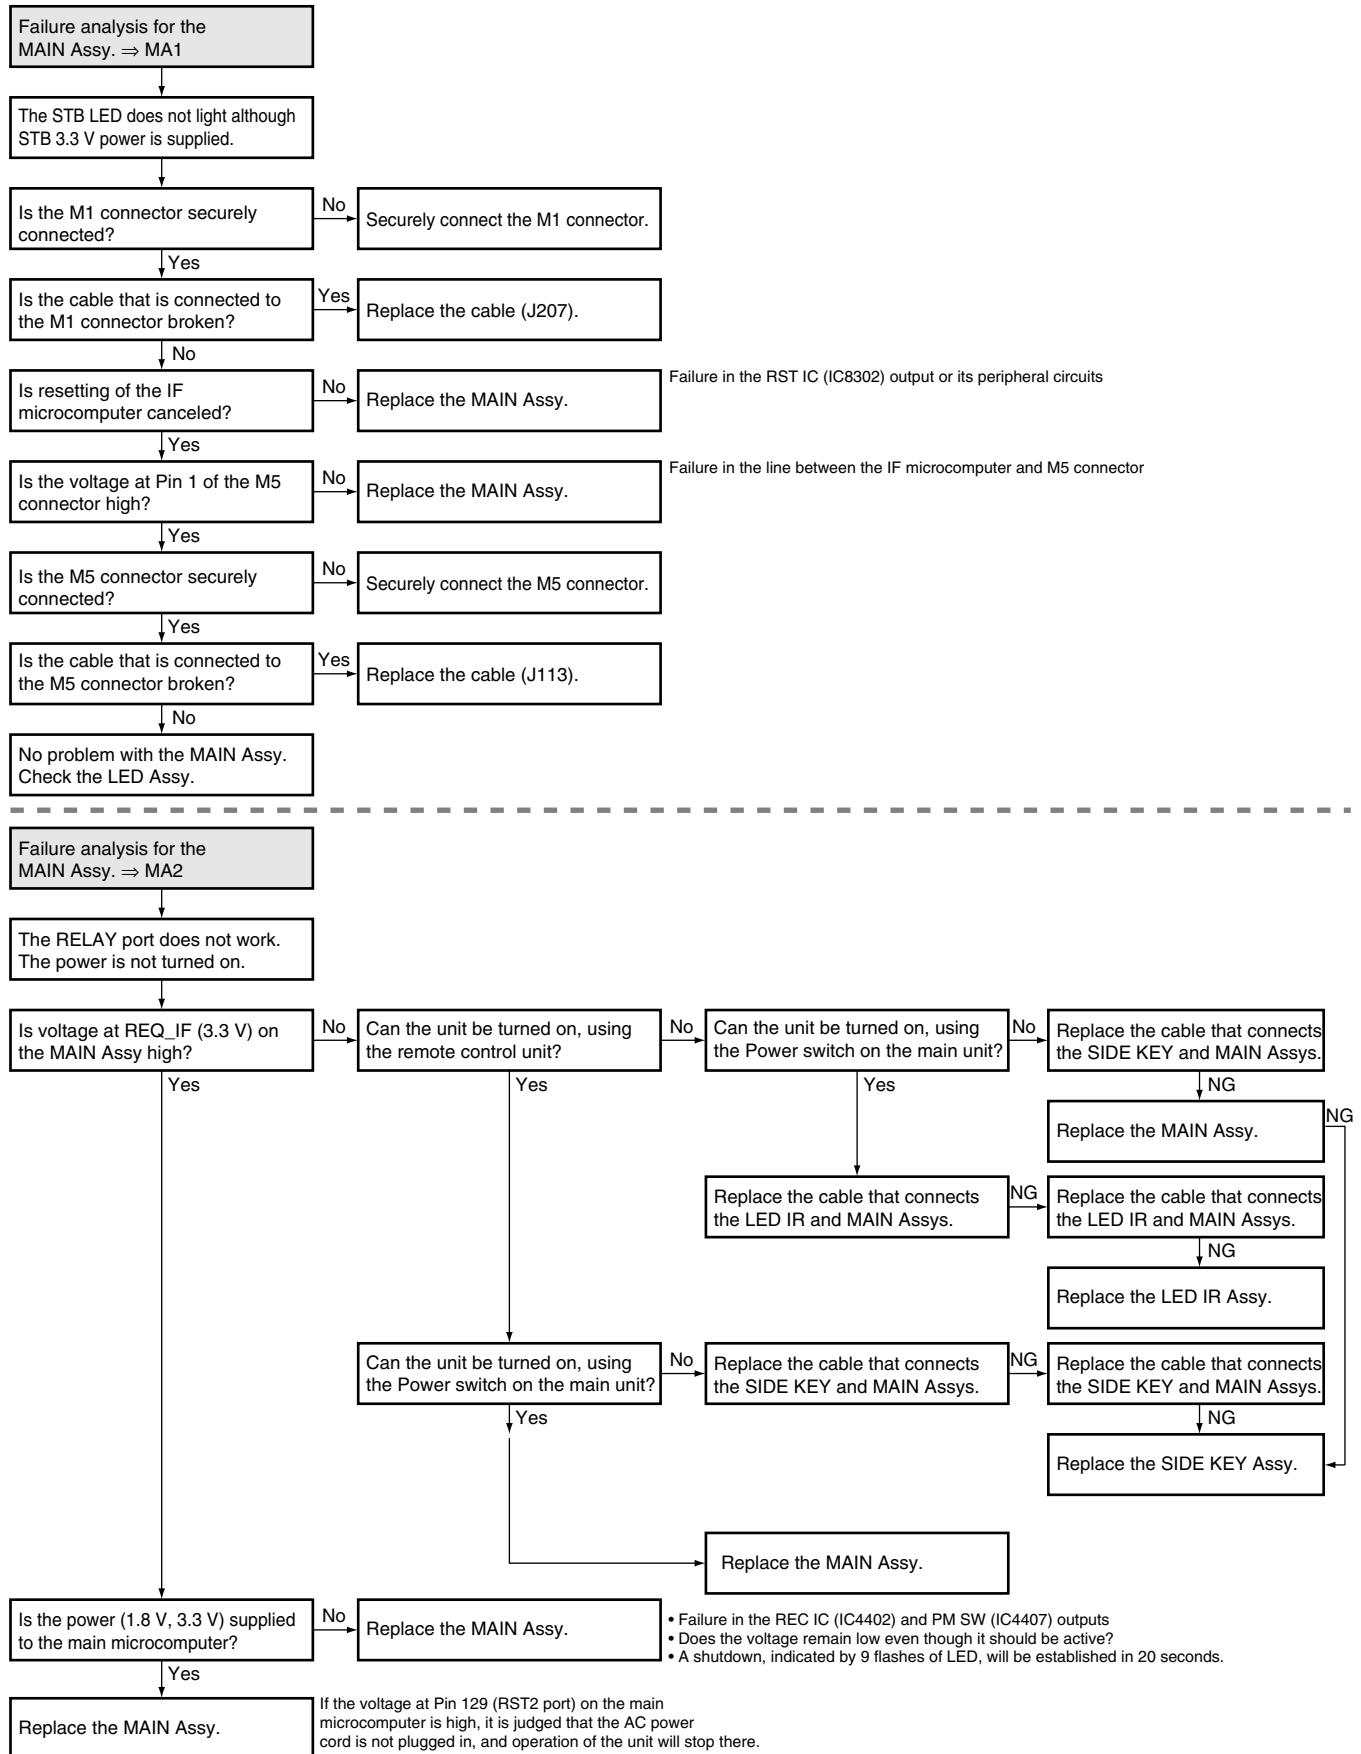 Failure analysis for the
MAIN Assy. ⇒ MA1
The STB LED does not light although
STB 3.3 V power is supplied.
Is the M1 connector securely
connected?
No
Securely connect the M1 connector.
Yes
Is the cable that is connected to
the M1 connector broken?
Yes
Replace the cable (J207).
No
Is resetting of the IF
microcomputer canceled?
No
Replace the MAIN Assy.
Failure in the RST IC (IC8302) output or its peripheral circuits
Yes
Is the voltage at Pin 1 of the M5
connector high?
No
Replace the MAIN Assy.
Failure in the line between the IF microcomputer and M5 connector
Yes
Is the M5 connector securely
connected?
No
Securely connect the M5 connector.
Yes
Is the cable that is connected to
the M5 connector broken?
Yes
Replace the cable (J113).
No
No problem with the MAIN Assy.
Check the LED Assy.
Failure analysis for the
MAIN Assy. ⇒ MA2
The RELAY port does not work.
The power is not turned on.
Is voltage at REQ_IF (3.3 V) on
the MAIN Assy high?
No
Can the unit be turned on, using
the remote control unit?
No
Can the unit be turned on, using
the Power switch on the main unit?
No
Replace the cable that connects
the SIDE KEY and MAIN Assys.
Yes
Yes
Yes
NG
Replace the MAIN Assy.
NG
Replace the cable that connects
the LED IR and MAIN Assys.
NG
Replace the cable that connects
the LED IR and MAIN Assys.
NG
Replace the LED IR Assy.
Can the unit be turned on, using
the Power switch on the main unit?
No
Replace the cable that connects
the SIDE KEY and MAIN Assys.
NG
Replace the cable that connects
the SIDE KEY and MAIN Assys.
Yes
NG
Replace the SIDE KEY Assy.
Replace the MAIN Assy.
Is the power (1.8 V, 3.3 V) supplied
to the main microcomputer?
No
Replace the MAIN Assy.
• Failure in the REC IC (IC4402) and PM SW (IC4407) outputs
• Does the voltage remain low even though it should be active?
• A shutdown, indicated by 9 flashes of LED, will be established in 20 seconds.
Yes
Replace the MAIN Assy.
If the voltage at Pin 129 (RST2 port) on the main
microcomputer is high, it is judged that the AC power
cord is not plugged in, and operation of the unit will stop there.